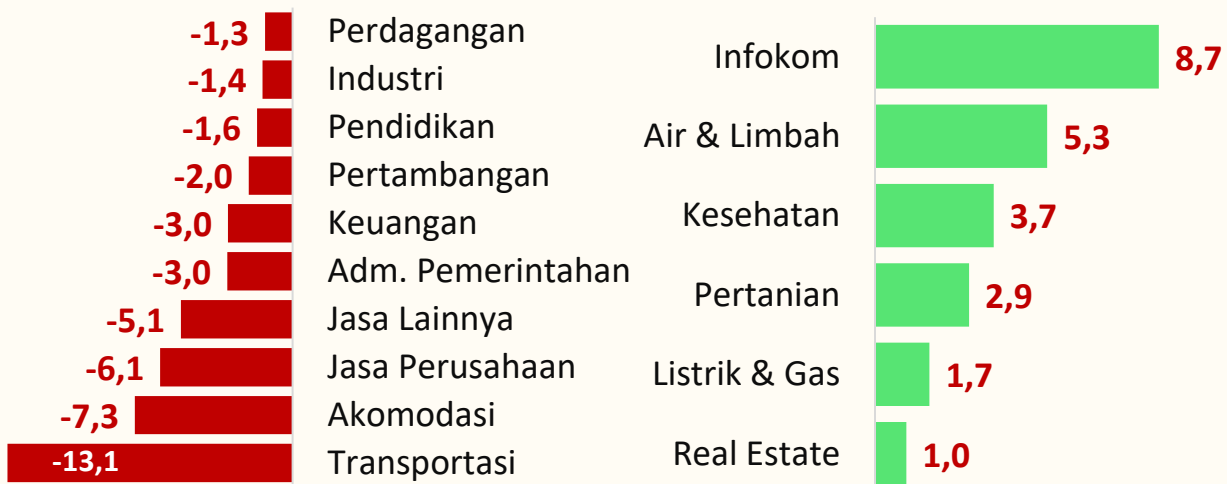 -1,3 Perdagangan
-1,4 Industri
-1,6 Pendidikan
-2,0 Pertambangan
-3,0 Keuangan
-3,0 Adm. Pemerintahan
-5,1 Jasa Lainnya
-6,1 Jasa Perusahaan
-7,3 Akomodasi
-13,1 Transportasi
Infokom 8,7
Air & Limbah 5,3
Kesehatan 3,7
Pertanian 2,9
Listrik & Gas 1,7
Real Estate 1,0